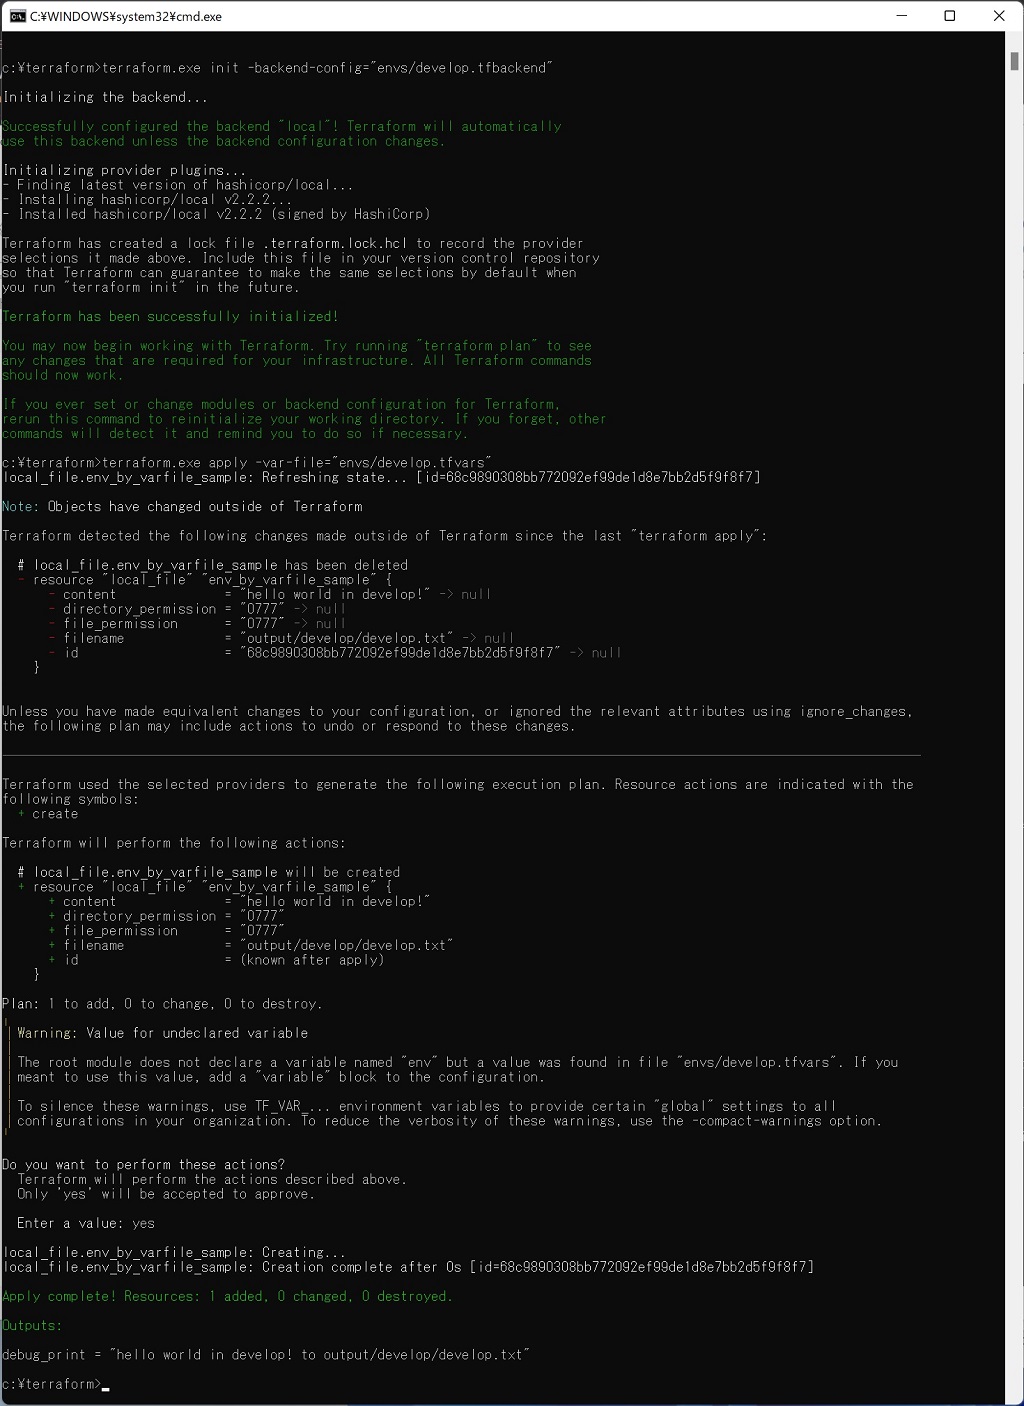 C:¥WINDOWS¥system32¥cmd.exe
c:¥terraform>terraform.exe init -backend-config="envs/develop.tfbackend"
Initializing the backend...
Successfully configured the backend "local"! Terraform will automatically
use this backend unless the backend configuration changes.
Initializing provider plugins...
- Finding latest version of hashicorp/local...
- Installing hashicorp/local v2.2.2...
- Installed hashicorp/local v2.2.2 (signed by HashiCorp)
Terraform has created a lock file .terraform.lock.hcl to record the provider
selections it made above. Include this file in your version control repository
so that Terraform can guarantee to make the same selections by default when
you run "terraform init" in the future.
Terraform has been successfully initialized!
You may now begin working with Terraform. Try running "terraform plan" to see
any changes that are required for your infrastructure. All Terraform commands
should now work.
If you ever set or change modules or backend configuration for Terraform,
rerun this command to reinitialize your working directory. If you forget, other
commands will detect it and remind you to do so if necessary.
c:¥terraform>terraform.exe apply -var-file="envs/develop.tfvars"
local_file.env_by_varfile_sample: Refreshing state... [id=68c9890308bb772092ef99de1d8e7bb2d5f9f8f7]
Note: Objects have changed outside of Terraform
Terraform detected the following changes made outside of Terraform since the last "terraform apply":
# local_file.env_by_varfile_sample has been deleted
- resource "local_file" "env_by_varfile_sample" {
- content = "hello world in develop!" -> null
- directory_permission = "0777" -> null
- file_permission = "0777" -> null
- filename = "output/develop/develop.txt" -> null
- id = "68c9890308bb772092ef99de1d8e7bb2d5f9f8f7" -> null
}
Unless you have made equivalent changes to your configuration, or ignored the relevant attributes using ignore_changes,
the following plan may include actions to undo or respond to these changes.
Terraform used the selected providers to generate the following execution plan. Resource actions are indicated with the
following symbols:
+ create
Terraform will perform the following actions:
# local_file.env_by_varfile_sample will be created
+ resource "local_file" "env_by_varfile_sample" {
+ content = "hello world in develop!"
+ directory_permission = "0777"
+ file_permission = "0777"
+ filename = "output/develop/develop.txt"
+ id = (known after apply)
}
Plan: 1 to add, 0 to change, 0 to destroy.
Warning: Value for undeclared variable
The root module does not declare a variable named "env" but a value was found in file "envs/develop.tfvars". If you
meant to use this value, add a "variable" block to the configuration.
To silence these warnings, use TF_VAR_... environment variables to provide certain "global" settings to all
configurations in your organization. To reduce the verbosity of these warnings, use the -compact-warnings option.
Do you want to perform these actions?
Terraform will perform the actions described above.
Only 'yes' will be accepted to approve.
Enter a value: yes
local_file.env_by_varfile_sample: Creating...
local_file.env_by_varfile_sample: Creation complete after 0s [id=68c9890308bb772092ef99de1d8e7bb2d5f9f8f7]
Apply complete! Resources: 1 added, 0 changed, 0 destroyed.
Outputs:
debug_print = "hello world in develop! to output/develop/develop.txt"
c:¥terraform>